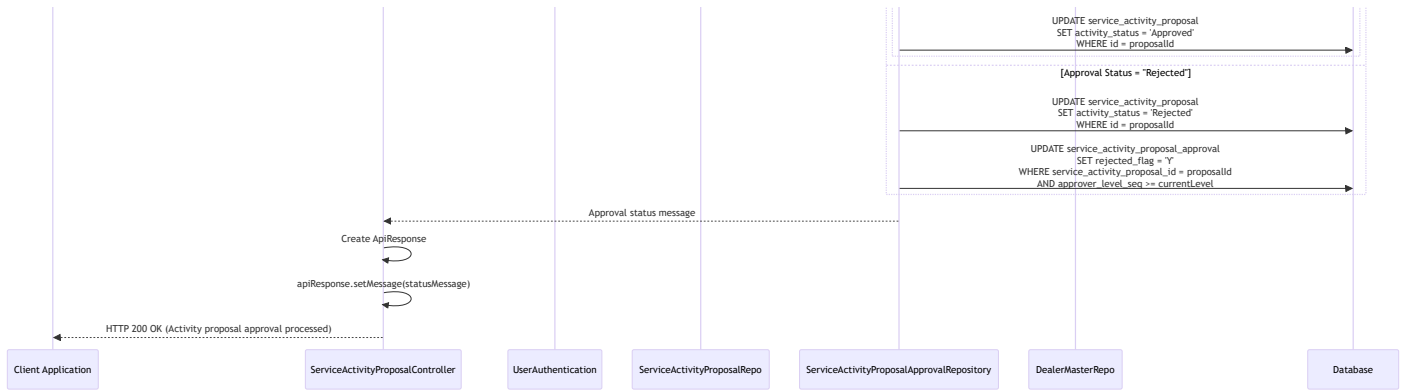 UPDATE service_activity_proposal
SET activity_status = 'Approved'
WHERE id = proposalId
[Approval Status = "Rejected"]
UPDATE service_activity_proposal
SET activity_status = 'Rejected'
WHERE id = proposalId
UPDATE service_activity_proposal_approval
SET rejected_flag = 'Y'
WHERE service_activity_proposal_id = proposalId
AND approver_level_seq >= currentLevel
Approval status message
Create ApiResponse
apiResponse.setMessage(statusMessage)
HTTP 200 OK (Activity proposal approval processed)
Client Application
ServiceActivityProposalController
UserAuthentication
ServiceActivityProposalRepo
ServiceActivityProposalApprovalRepository
DealerMasterRepo
Database